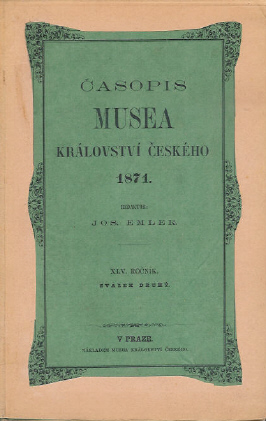 ČASOPIS
MUSEA
KRÁLOVSTVÍ ČESKÉHO
1871.
REDAKTOR:
JOS. EMLER.
XLV. ROČNÍK.
SVAZEK DRUHÝ.
V PRAZE.
NÁKLADEM MUSEA KRÁLOVSTVÍ ČESKÉHO.